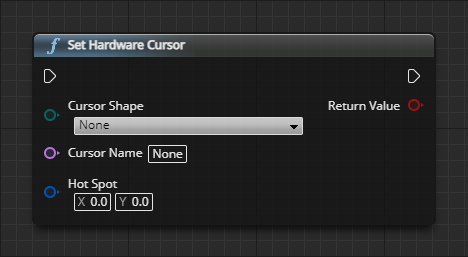 f Set Hardware Cursor
Cursor Shape
Return Value
None
Cursor Name None
Hot Spot
X 0.0 Y 0.0